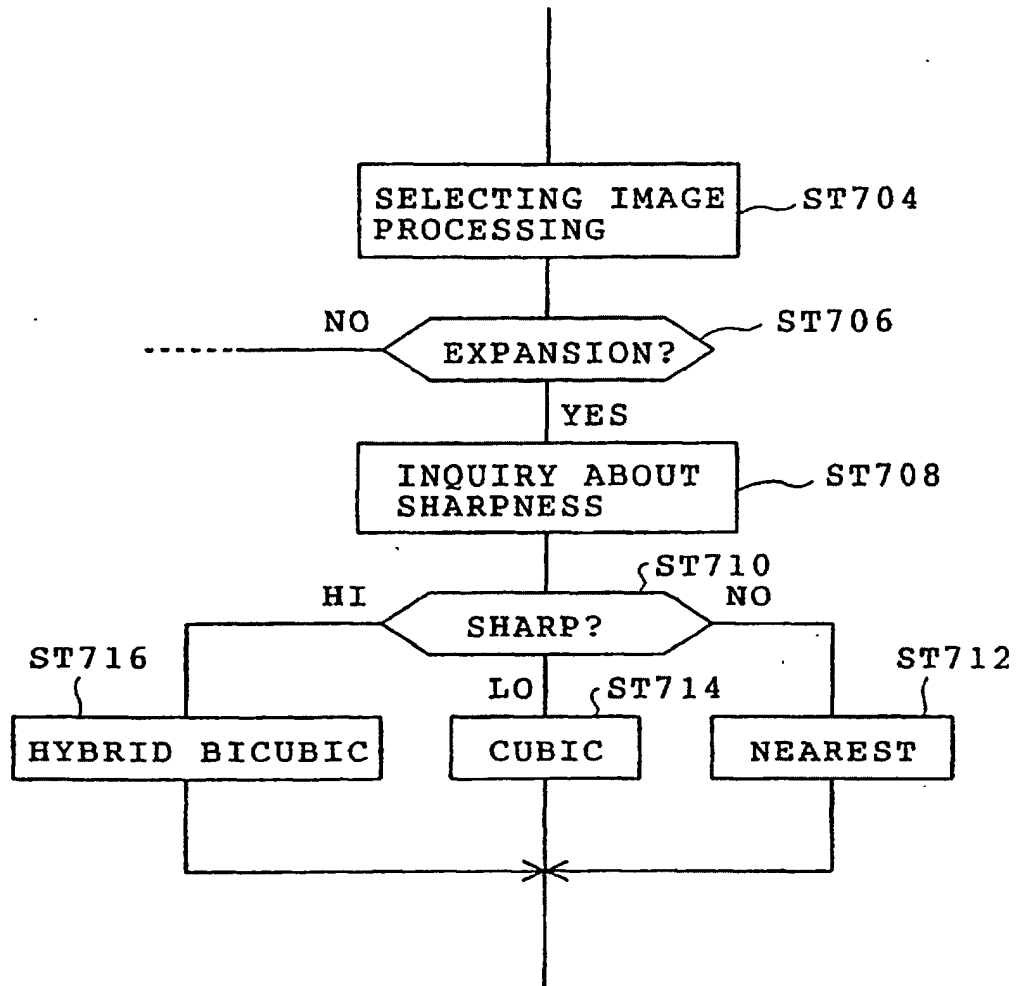 SELECTING IMAGE
PROCESSING
ST704
NO
EXPANSION?
ST706
YES
INQUIRY ABOUT
SHARPNESS
ST708
ST710
HI
SHARP?
NO
ST716
LO
ST714
ST712
HYBRID BICUBIC
CUBIC
NEAREST